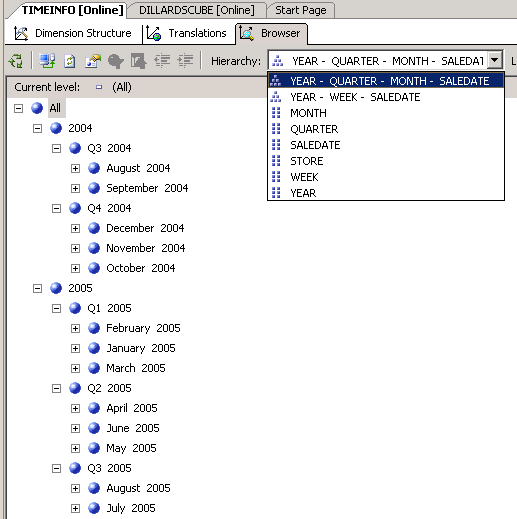 TIMEINFO [Online] DILLARDSCUBE [Online] Start Page
Dimension Structure Translations Browser
Hierarchy: YEAR - QUARTER - MONTH - SALEDAT L
Current level: (All)
YEAR - QUARTER - MONTH - SALEDATE
YEAR - WEEK - SALEDATE
MONTH
QUARTER
SALEDATE
STORE
WEEK
YEAR
All
2004
Q3 2004
August 2004
September 2004
Q4 2004
December 2004
November 2004
October 2004
2005
Q1 2005
February 2005
January 2005
March 2005
Q2 2005
April 2005
June 2005
May 2005
Q3 2005
August 2005
July 2005